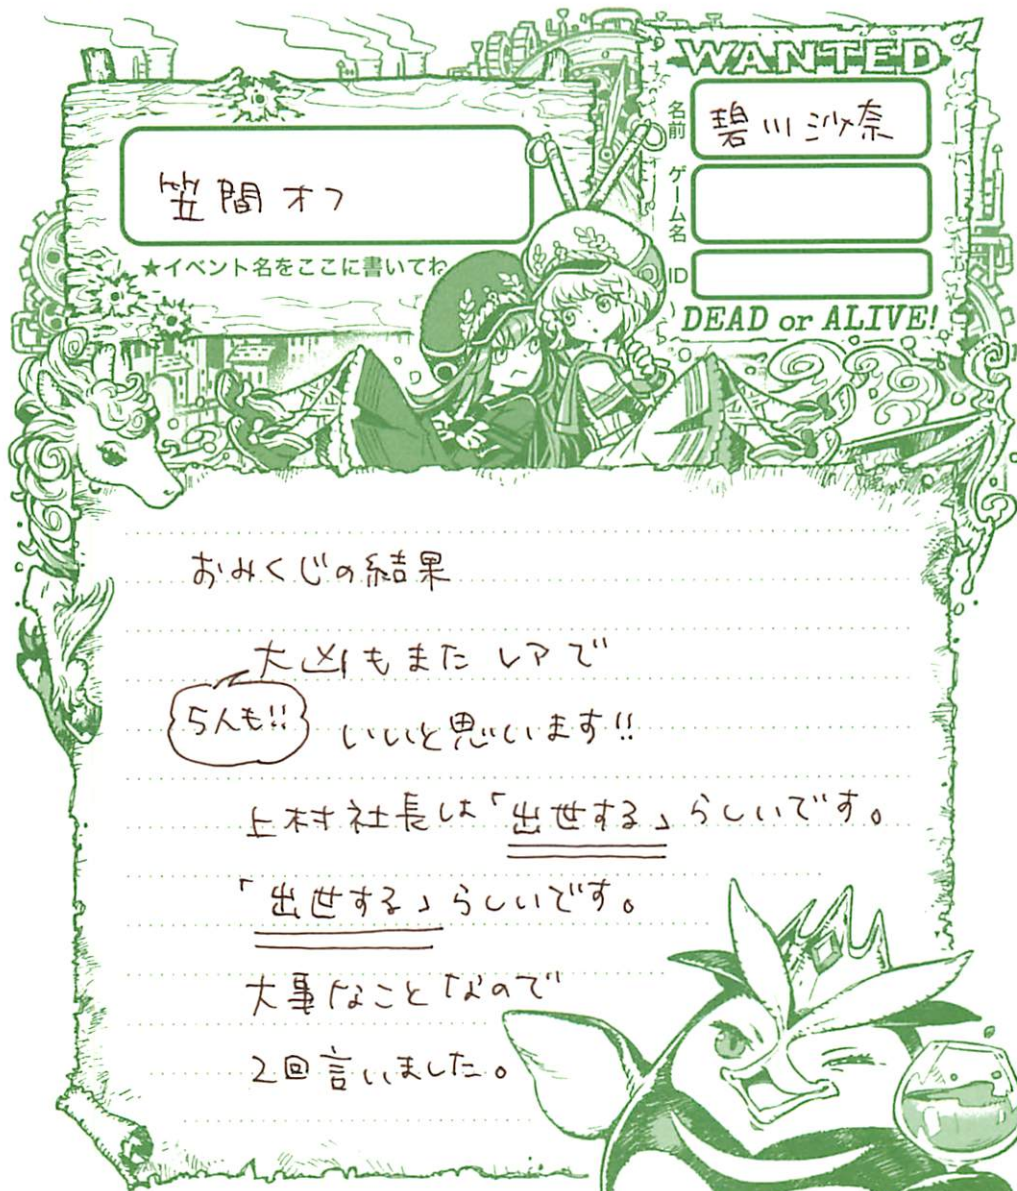 WANTED
名前
碧川沙奈
ゲーム名
ID
DEAD or ALIVE!
笠間オフ
★イベント名をここに書いてね
おみくじの結果
大凶もまたレアで
5人も!!
いいと思います!!
上村社長は「出世する」らしいです。
「出世する」らしいです。
大事なことなので
2回言いました。